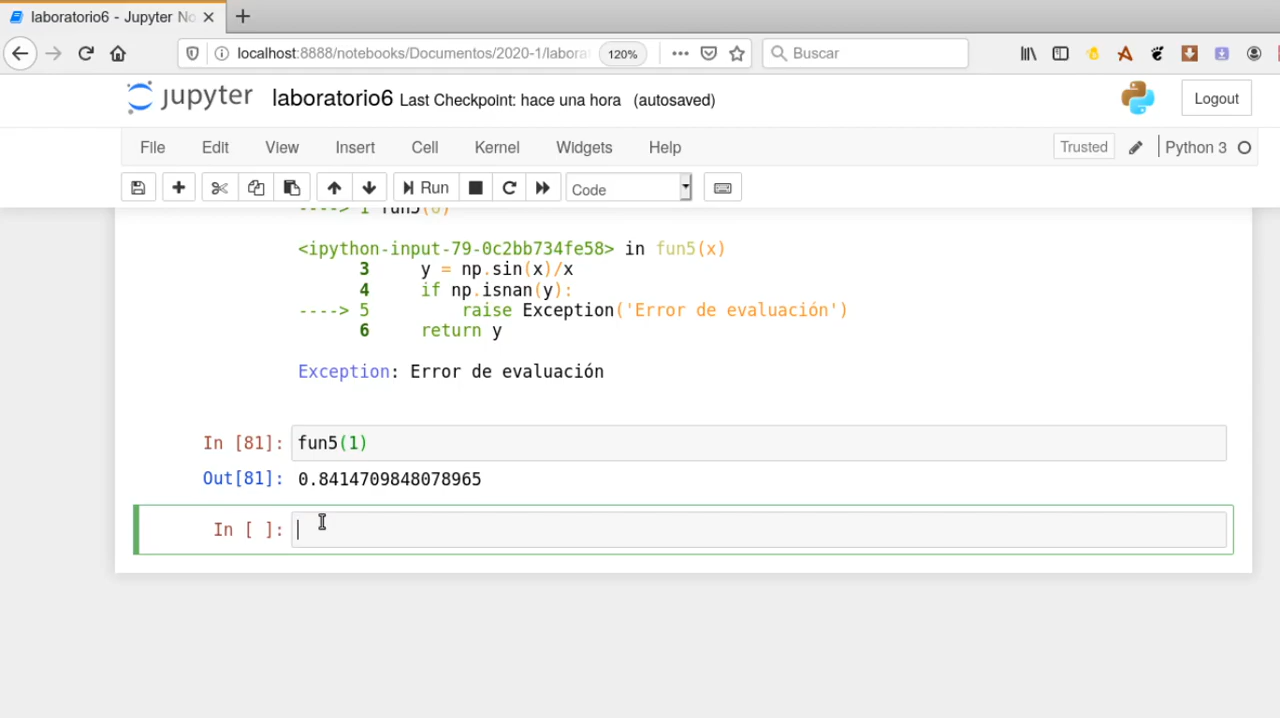 laboratorio6 - Jupyter No
localhost:8888/notebooks/Documentos/2020-1/labora
120%
Buscar
jupyter laboratorio6 Last Checkpoint: hace una hora (autosaved)
Logout
File Edit View Insert Cell Kernel Widgets Help
Trusted
Python 3
Run
Code
----> 1 fun5(0)
<ipython-input-79-0c2bb734fe58> in fun5(x)
3 y = np.sin(x)/x
4 if np.isnan(y):
----> 5 raise Exception('Error de evaluación')
6 return y
Exception: Error de evaluación
In [81]: fun5(1)
Out[81]: 0.8414709848078965
In [ ]: